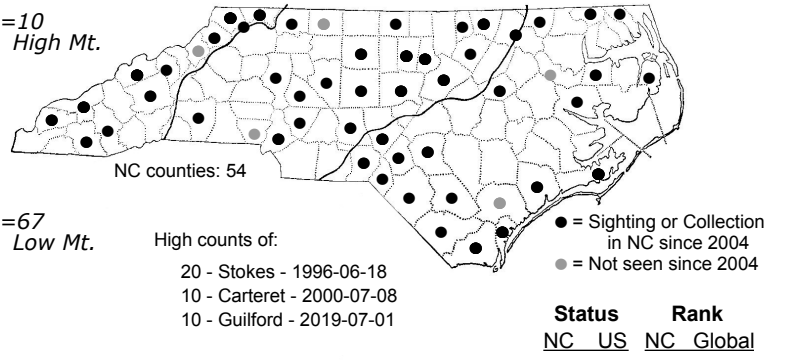 =10
High Mt.
NC counties: 54
=67
Low Mt.
High counts of:
20 - Stokes - 1996-06-18
10 - Carteret - 2000-07-08
10 - Guilford - 2019-07-01
= Sighting or Collection
in NC since 2004
= Not seen since 2004
Status Rank
NC US NC Global